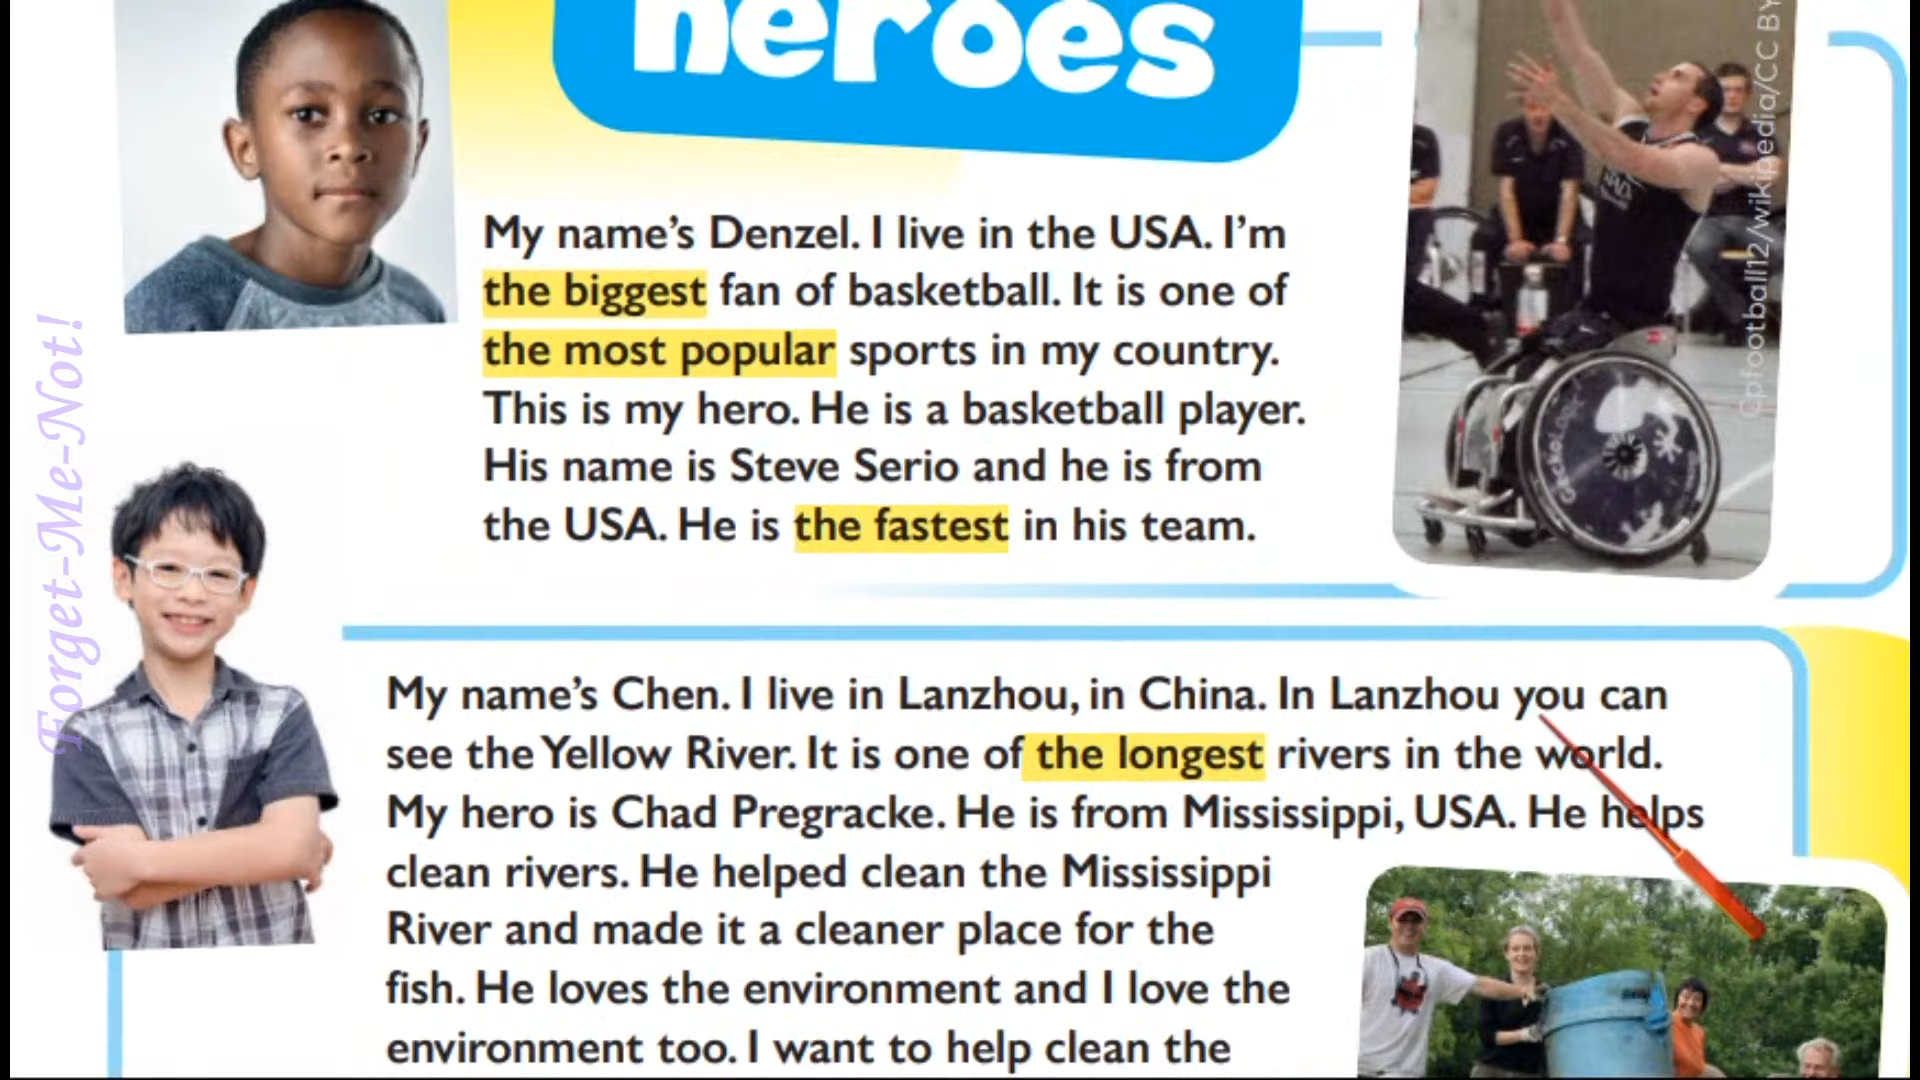 heroes
My name's Denzel. I live in the USA. I'm
the biggest fan of basketball. It is one of
the most popular sports in my country.
This is my hero. He is a basketball player.
His name is Steve Serio and he is from
the USA. He is the fastest in his team.
Cpfootball12/wikipedia/CC BY
Forget-Me-Not!
My name's Chen. I live in Lanzhou, in China. In Lanzhou you can
see the Yellow River. It is one of the longest rivers in the world.
My hero is Chad Pregracke. He is from Mississippi, USA. He helps
clean rivers. He helped clean the Mississippi
River and made it a cleaner place for the
fish. He loves the environment and I love the
environment too. I want to help clean the